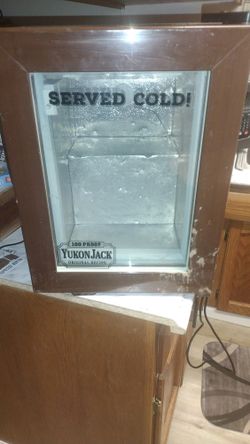 SERVED COLD!
100 PROOF
YUKON JACK
ORIGINAL RECIPE